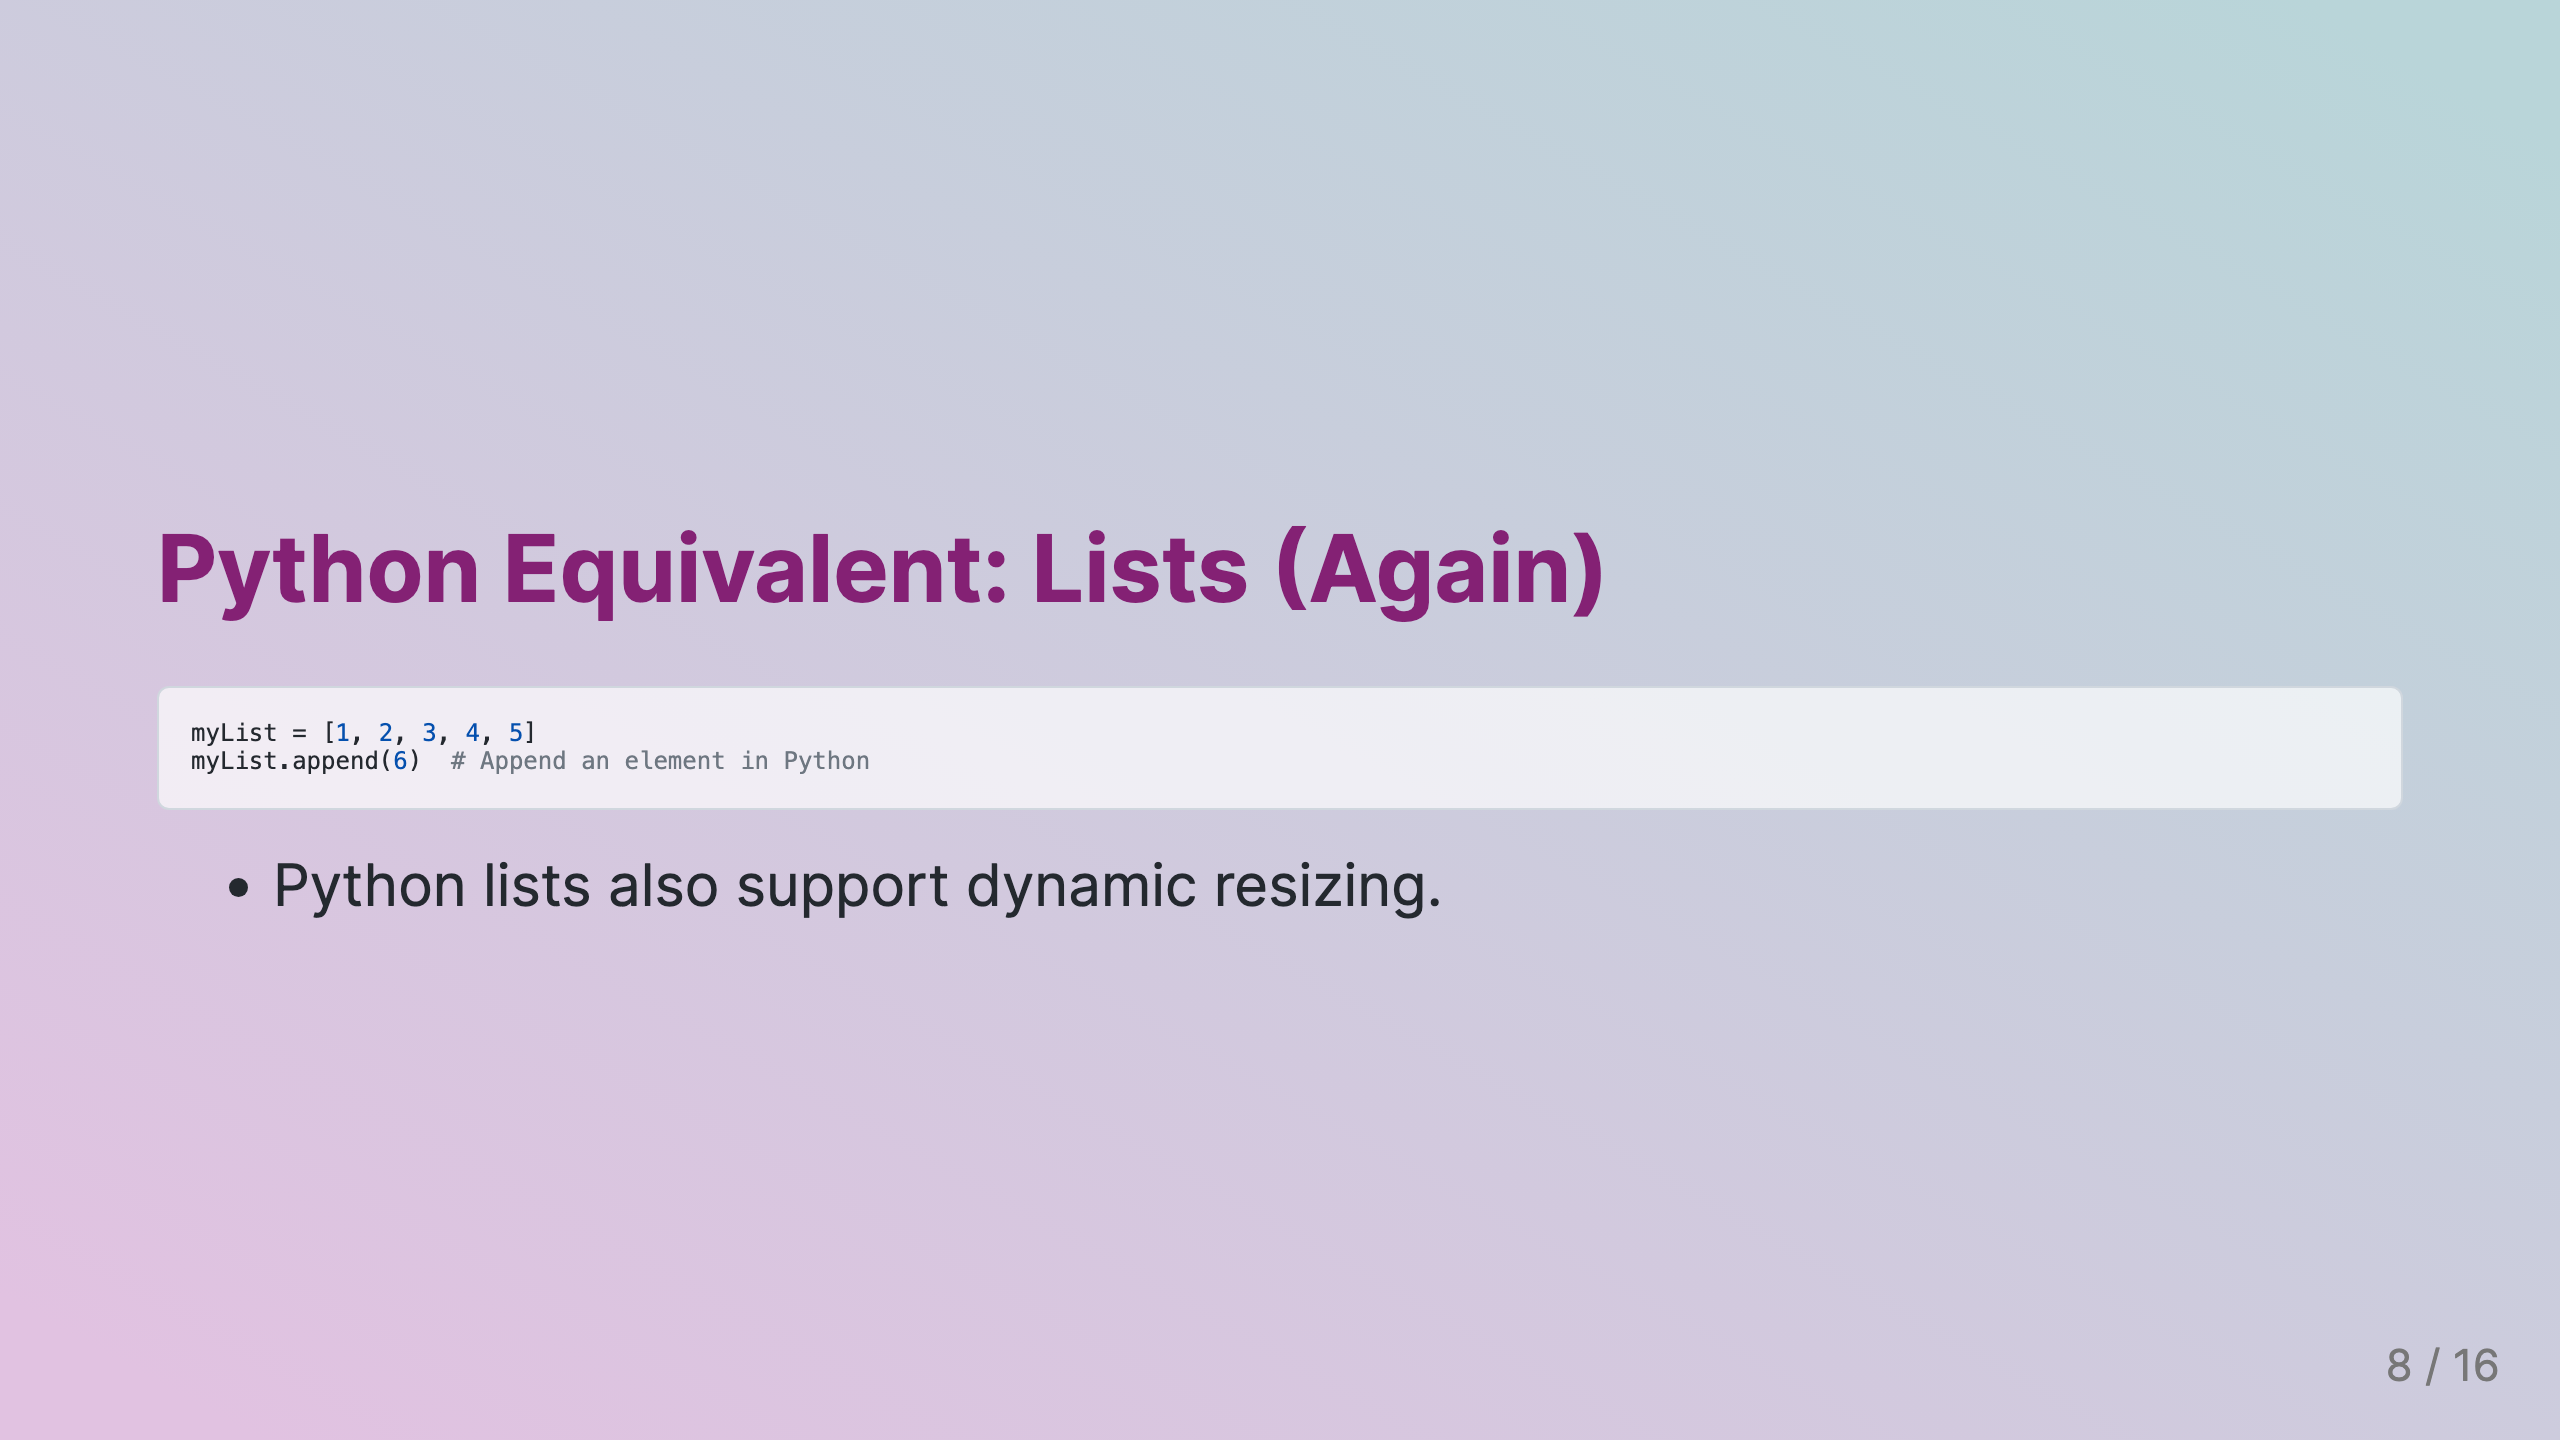 Python Equivalent: Lists (Again)
myList = [1, 2, 3, 4, 5]
myList.append(6)  # Append an element in Python
• Python lists also support dynamic resizing.
8 / 16